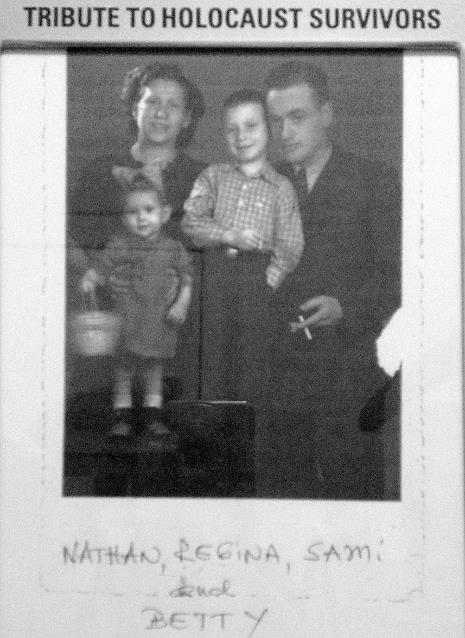 TRIBUTE TO HOLOCAUST SURVIVORS
NATHAN, REGINA, SAMi
and
BETTY